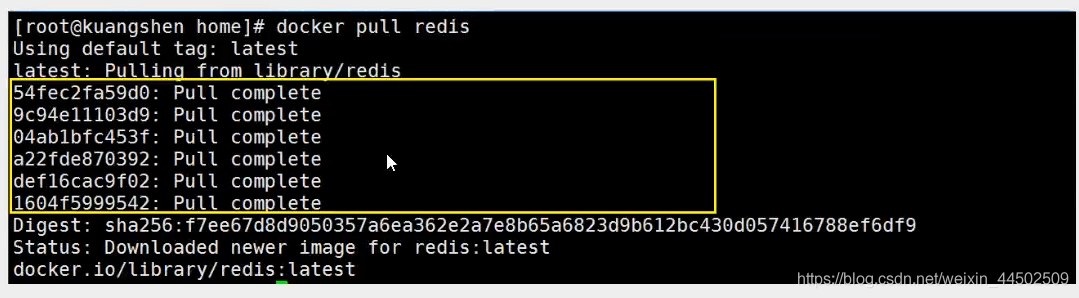 [root@kuangshen home]# docker pull redis
Using default tag: latest
latest: Pulling from library/redis
54fec2fa59d0: Pull complete
9c94e11103d9: Pull complete
04ab1bfc453f: Pull complete
a22fde870392: Pull complete
def16cac9f02: Pull complete
1604f5999542: Pull complete
Digest: sha256:f7ee67d8d9050357a6ea362e2a7e8b65a6823d9b612bc430d057416788ef6df9
Status: Downloaded newer image for redis:latest
docker.io/library/redis:latest
https://blog.csdn.net/weixin_44502509